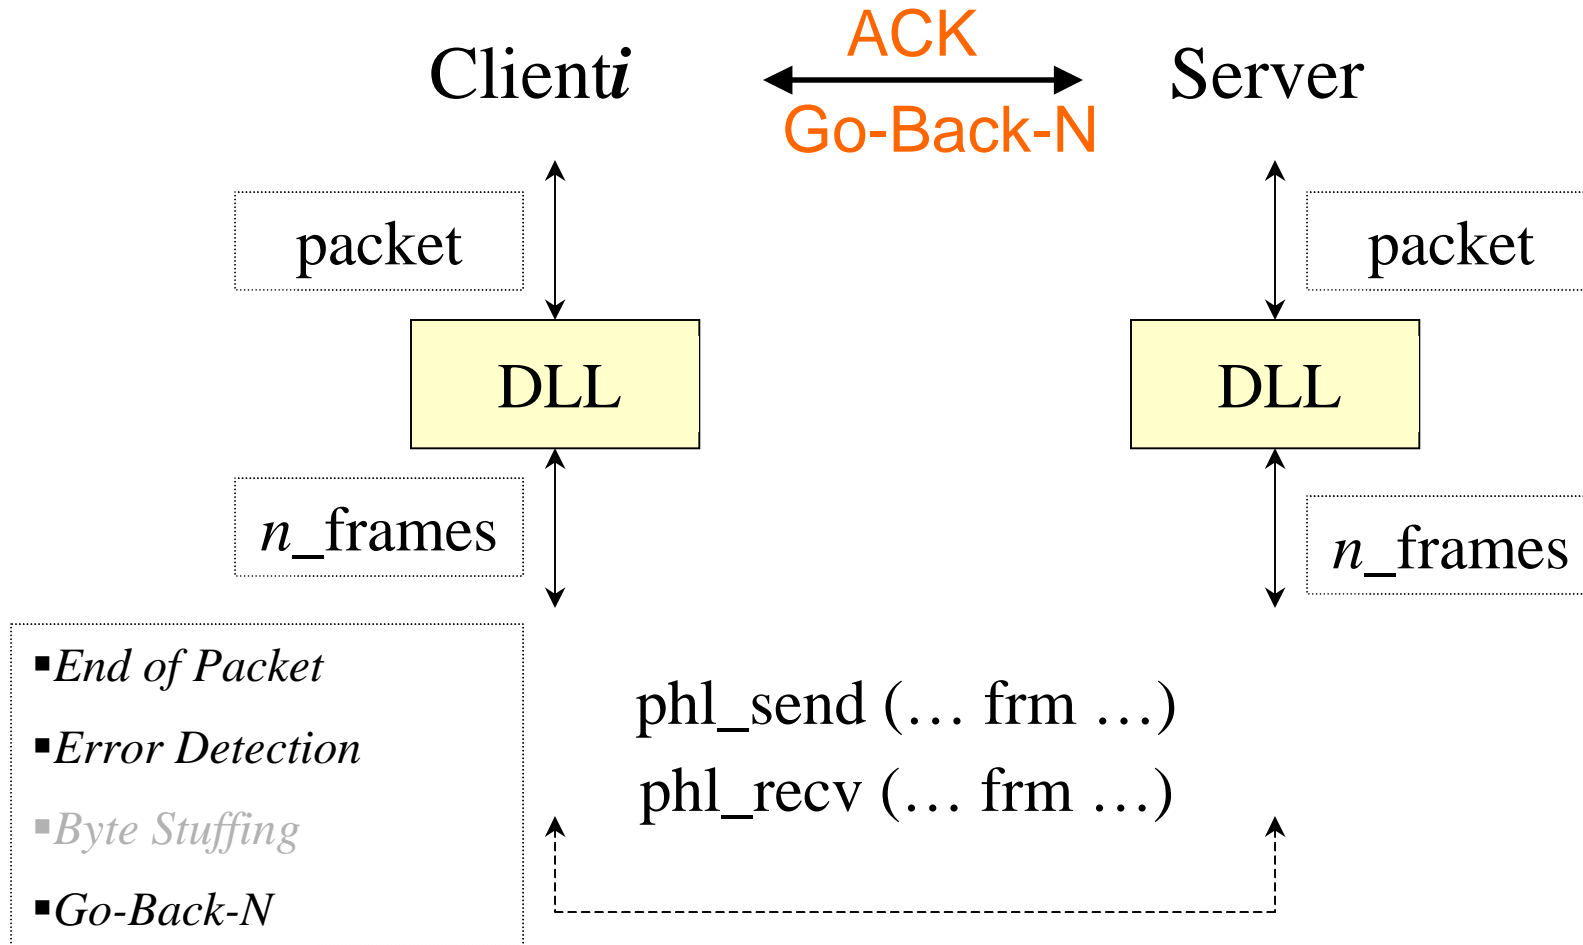 ACK
Clienti
Server
Go-Back-N
packet
packet
DLL
DLL
n_frames
n_frames
▪End of Packet
▪Error Detection
▪Byte Stuffing
▪Go-Back-N
phl_send (… frm …)
phl_recv (… frm …)